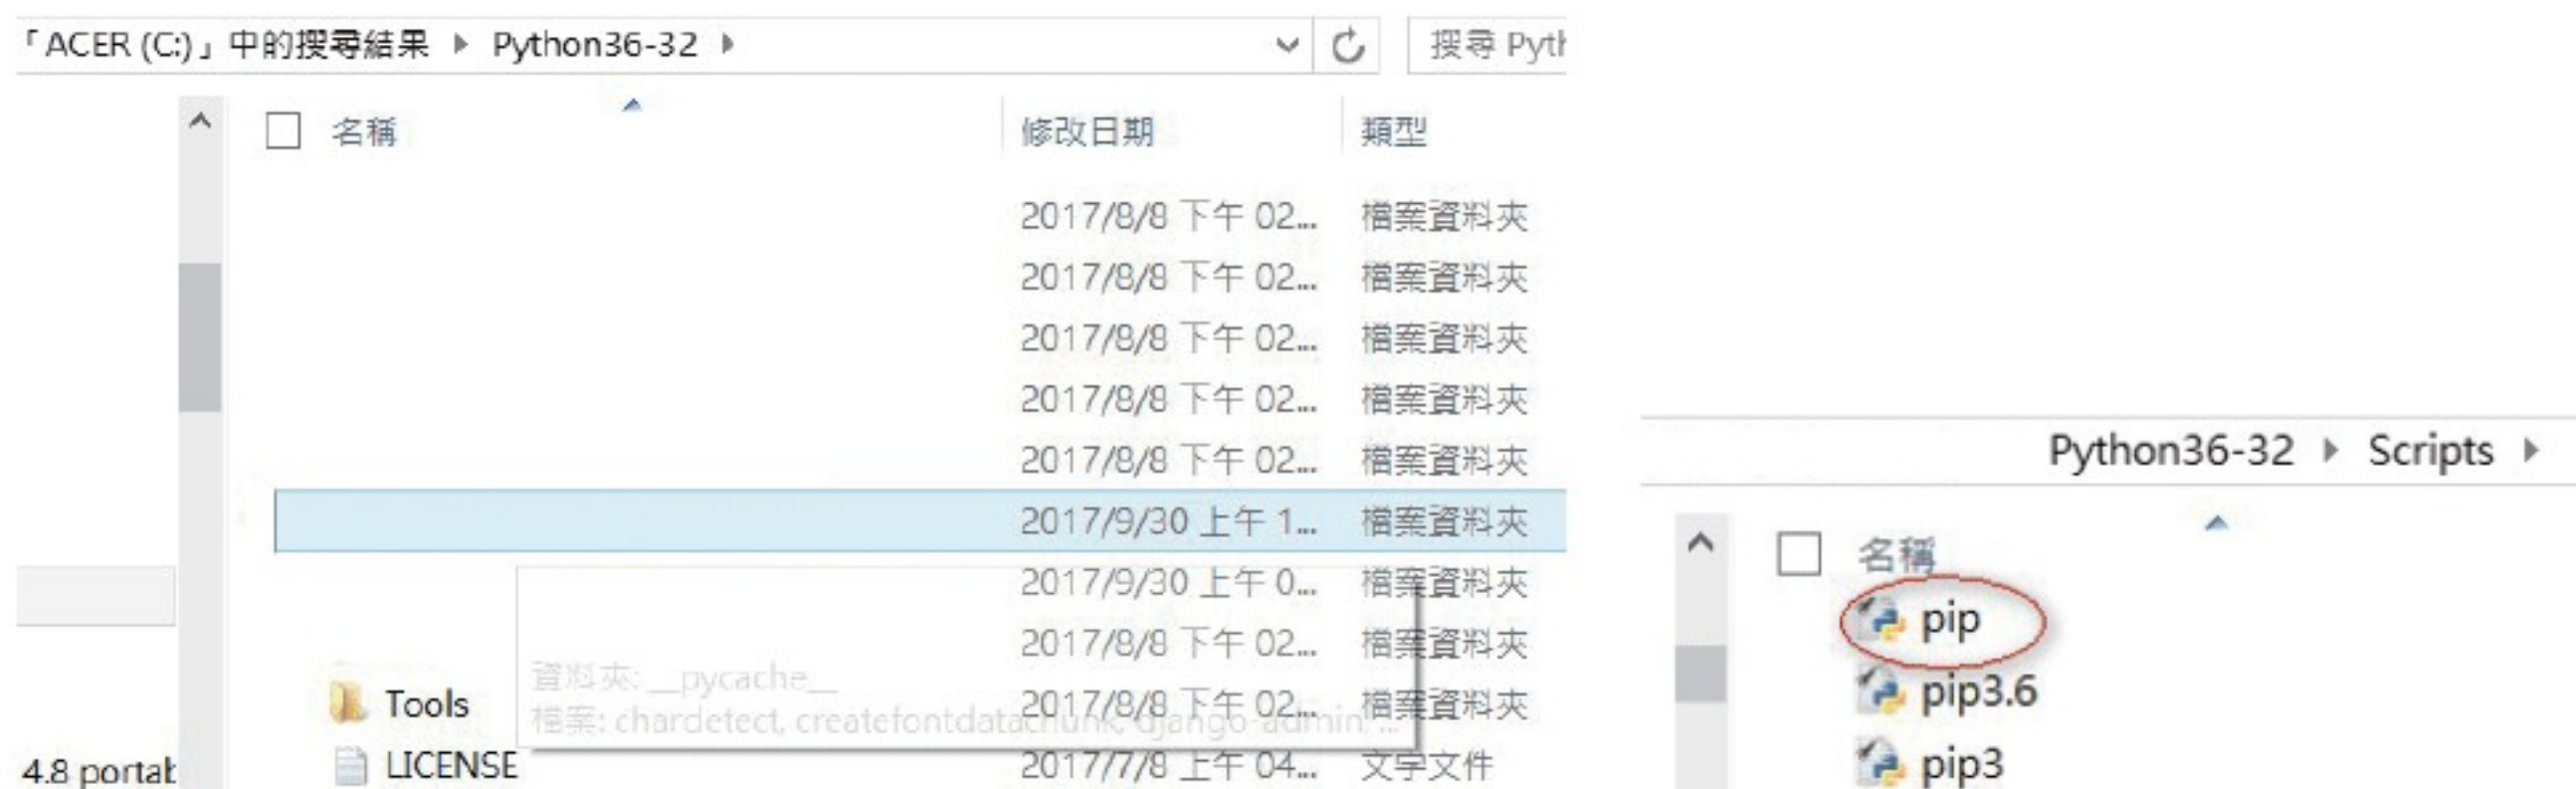 「ACER (C:)」中的搜尋結果 Python36-32
搜尋 Pyth
名稱 修改日期 類型
2017/8/8 下午 02... 檔案資料夾
2017/8/8 下午 02... 檔案資料夾
2017/8/8 下午 02... 檔案資料夾
2017/8/8 下午 02... 檔案資料夾
2017/8/8 下午 02... 檔案資料夾
2017/9/30 上午 1... 檔案資料夾
2017/9/30 上午 0... 檔案資料夾
2017/8/8 下午 02... 檔案資料夾
資料夾: __pycache__
Tools 2017/8/8 下午 02... 檔案資料夾
檔案: chardetect, createfontdatachunk, django-admin, ...
LICENSE 2017/7/8 上午 04... 文字文件
4.8 portab
Python36-32 Scripts
名稱
pip
pip3.6
pip3